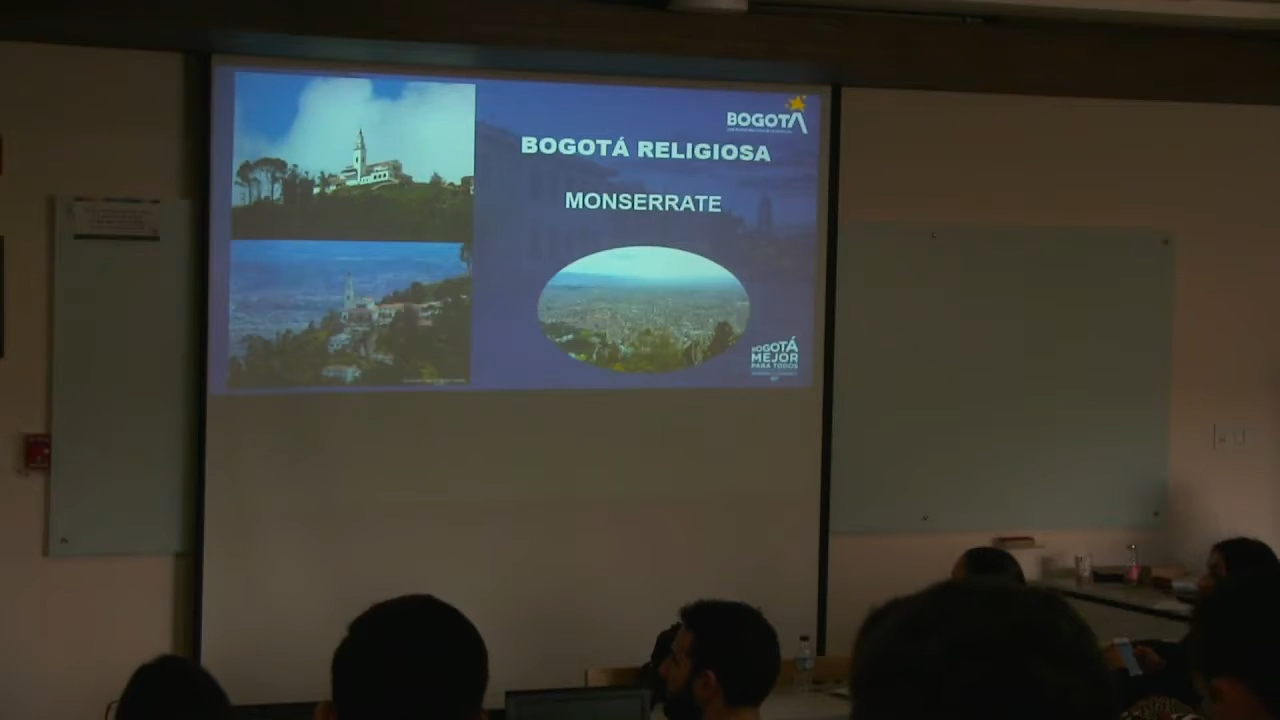 BOGOTÁ
BOGOTÁ RELIGIOSA
MONSERRATE
BOGOTÁ
MEJOR
PARA TODOS